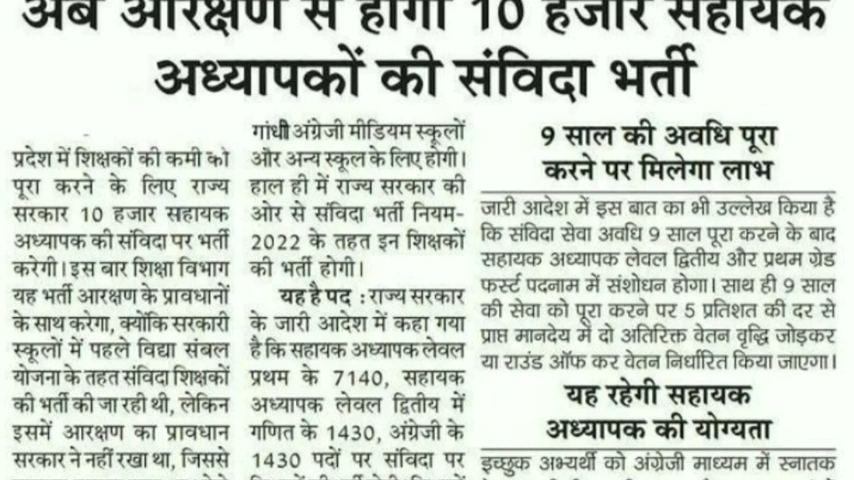 अब आरक्षण से होगी 10 हजार सहायक
अध्यापकों की संविदा भर्ती
प्रदेश में शिक्षकों की कमी को
पूरा करने के लिए राज्य
सरकार 10 हजार सहायक
अध्यापक की संविदा पर भर्ती
करेगी। इस बार शिक्षा विभाग
यह भर्ती आरक्षण के प्रावधानों
के साथ करेगा, क्योंकि सरकारी
स्कूलों में पहले विद्या संबल
योजना के तहत संविदा शिक्षकों
की भर्ती की जा रही थी, लेकिन
इसमें आरक्षण का प्रावधान
सरकार ने नहीं रखा था, जिससे
गांधी अंग्रेजी मीडियम स्कूलों
और अन्य स्कूल के लिए होगी।
हाल ही में राज्य सरकार की
ओर से संविदा भर्ती नियम-
2022 के तहत इन शिक्षकों
की भर्ती होगी।
यह है पद : राज्य सरकार
के जारी आदेश में कहा गया
है कि सहायक अध्यापक लेवल
प्रथम के 7140, सहायक
अध्यापक लेवल द्वितीय में
गणित के 1430, अंग्रेजी के
1430 पदों पर संविदा पर
9 साल की अवधि पूरा
करने पर मिलेगा लाभ
जारी आदेश में इस बात का भी उल्लेख किया है
कि संविदा सेवा अवधि 9 साल पूरा करने के बाद
सहायक अध्यापक लेवल द्वितीय और प्रथम ग्रेड
फर्स्ट पदनाम में संशोधन होगा। साथ ही 9 साल
की सेवा को पूरा करने पर 5 प्रतिशत की दर से
प्राप्त मानदेय में दो अतिरिक्त वेतन वृद्धि जोड़कर
या राउंड ऑफ कर वेतन निर्धारित किया जाएगा।
यह रहेगी सहायक
अध्यापक की योग्यता
इच्छुक अभ्यर्थी को अंग्रेजी माध्यम में स्नातक